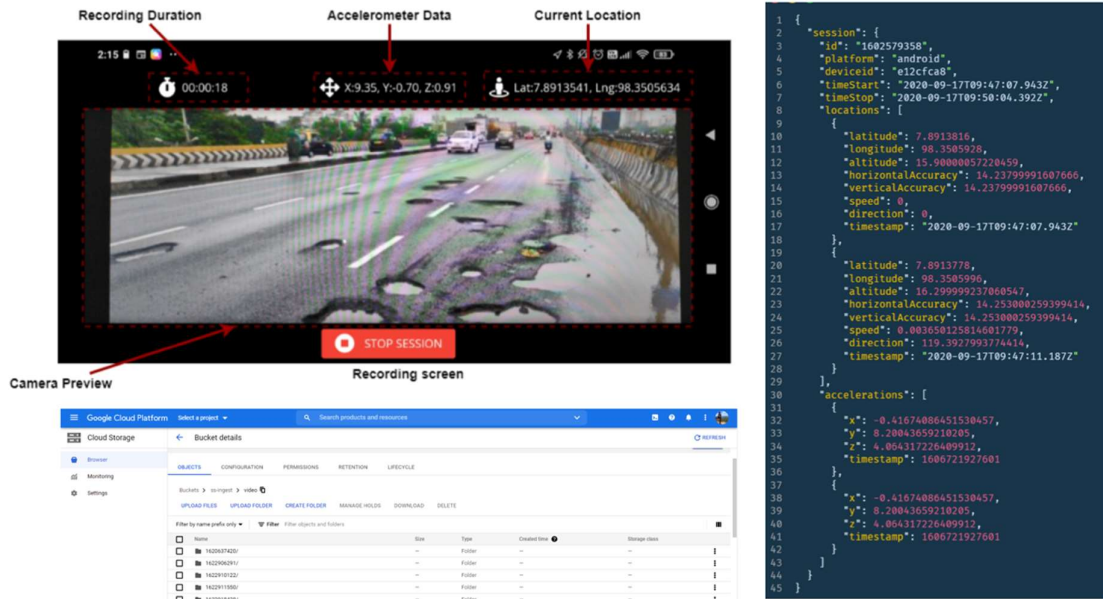 Recording Duration
Accelerometer Data
Current Location
2:15
00:00:18
X:9.35, Y:-0.70, Z:0.91
Lat:7.8913541, Lng:98.3505634
STOP SESSION
Camera Preview
Recording screen
Google Cloud Platform Select a project Search products and resources
Cloud Storage
Bucket details
REFRESH
Browser
Monitoring
Settings
OBJECTS CONFIGURATION PERMISSIONS RETENTION LIFECYCLE
Buckets > ss-ingest > video
UPLOAD FILES UPLOAD FOLDER CREATE FOLDER MANAGE HOLDS DOWNLOAD DELETE
Filter by name prefix only Filter Filter objects and folders
Name Size Type Created time Storage class
1620637420/ — Folder — —
1622906291/ — Folder — —
1622910122/ — Folder — —
1622911550/ — Folder — —
1 {
2 "session": {
3 "id": "1602579358",
4 "platform": "android",
5 "deviceid": "e12cfca8",
6 "timeStart": "2020-09-17T09:47:07.943Z",
7 "timeStop": "2020-09-17T09:50:04.392Z",
8 "locations": [
9 {
10 "latitude": 7.8913816,
11 "longitude": 98.3505928,
12 "altitude": 15.90000057220459,
13 "horizontalAccuracy": 14.23799991607666,
14 "verticalAccuracy": 14.23799991607666,
15 "speed": 0,
16 "direction": 0,
17 "timestamp": "2020-09-17T09:47:07.943Z"
18 },
19 {
20 "latitude": 7.8913778,
21 "longitude": 98.3505996,
22 "altitude": 16.299999237060547,
23 "horizontalAccuracy": 14.253000259399414,
24 "verticalAccuracy": 14.253000259399414,
25 "speed": 0.003650125814601779,
26 "direction": 119.3927993774414,
27 "timestamp": "2020-09-17T09:47:11.187Z"
28 }
29 ],
30 "accelerations": [
31 {
32 "x": -0.41674086451530457,
33 "y": 8.20043659210205,
34 "z": 4.064317226409912,
35 "timestamp": 1606721927601
36 },
37 {
38 "x": -0.41674086451530457,
39 "y": 8.20043659210205,
40 "z": 4.064317226409912,
41 "timestamp": 1606721927601
42 }
43 ]
44 }
45 }